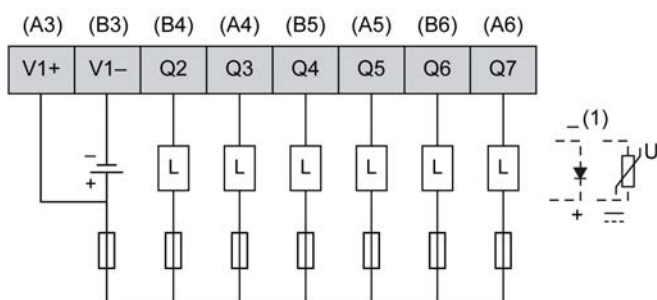 (A3) (B3) (B4) (A4) (B5) (A5) (B6) (A6)
V1+ V1– Q2 Q3 Q4 Q5 Q6 Q7
– (1)
– L L L L L L U
+
+